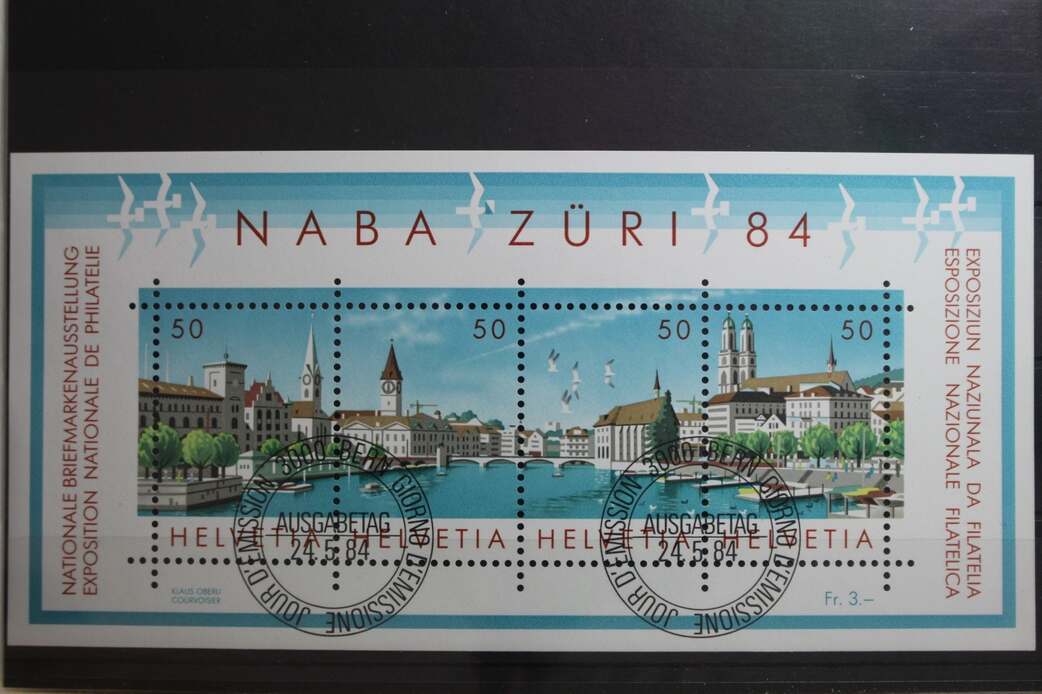 NABA ZÜRI 84
NATIONALE BRIEFMARKENAUSSTELLUNG
EXPOSITION NATIONALE DE PHILATELIE
EXPOSIZIUN NAZIUNALA DA FILATELIA
ESPOSIZIONE NAZIONALE FILATELICA
50
50
50
50
HELVETIA HELVETIA HELVETIA HELVETIA
3000 BERN GIORNO D'EMISSIONE JOUR D'EMISSION
AUSGABETAG
24.5.84
3000 BERN GIORNO D'EMISSIONE JOUR D'EMISSION
AUSGABETAG
24.5.84
KLAUS OBERLI
COURVOISIER
Fr. 3.–